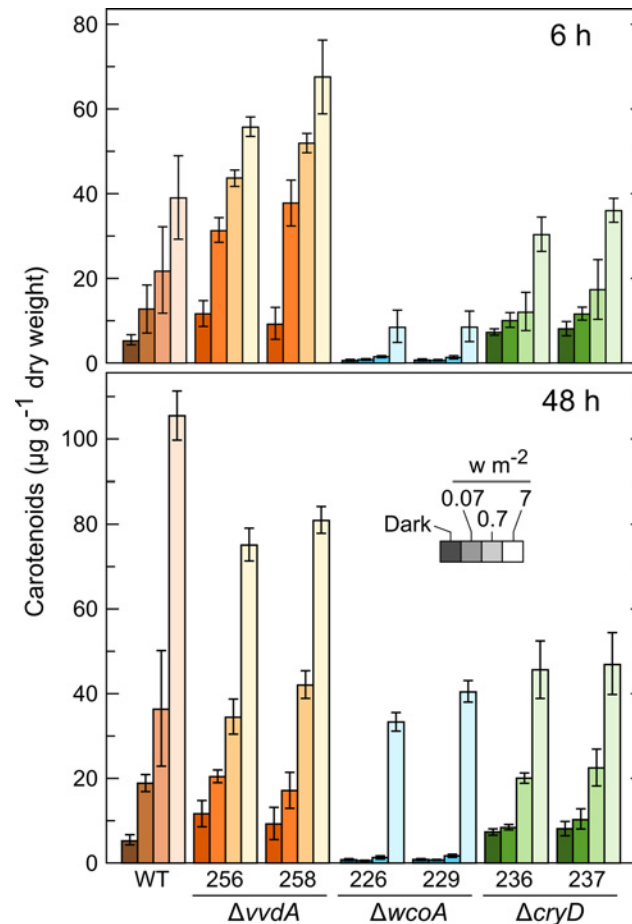 80
6 h
60
40
20
0
Carotenoids (µg g⁻¹ dry weight)
48 h
100
w m⁻²
0.07 7
Dark 0.7
80
60
40
20
0
WT 256 258 226 229 236 237
ΔvvdA ΔwcoA ΔcryD